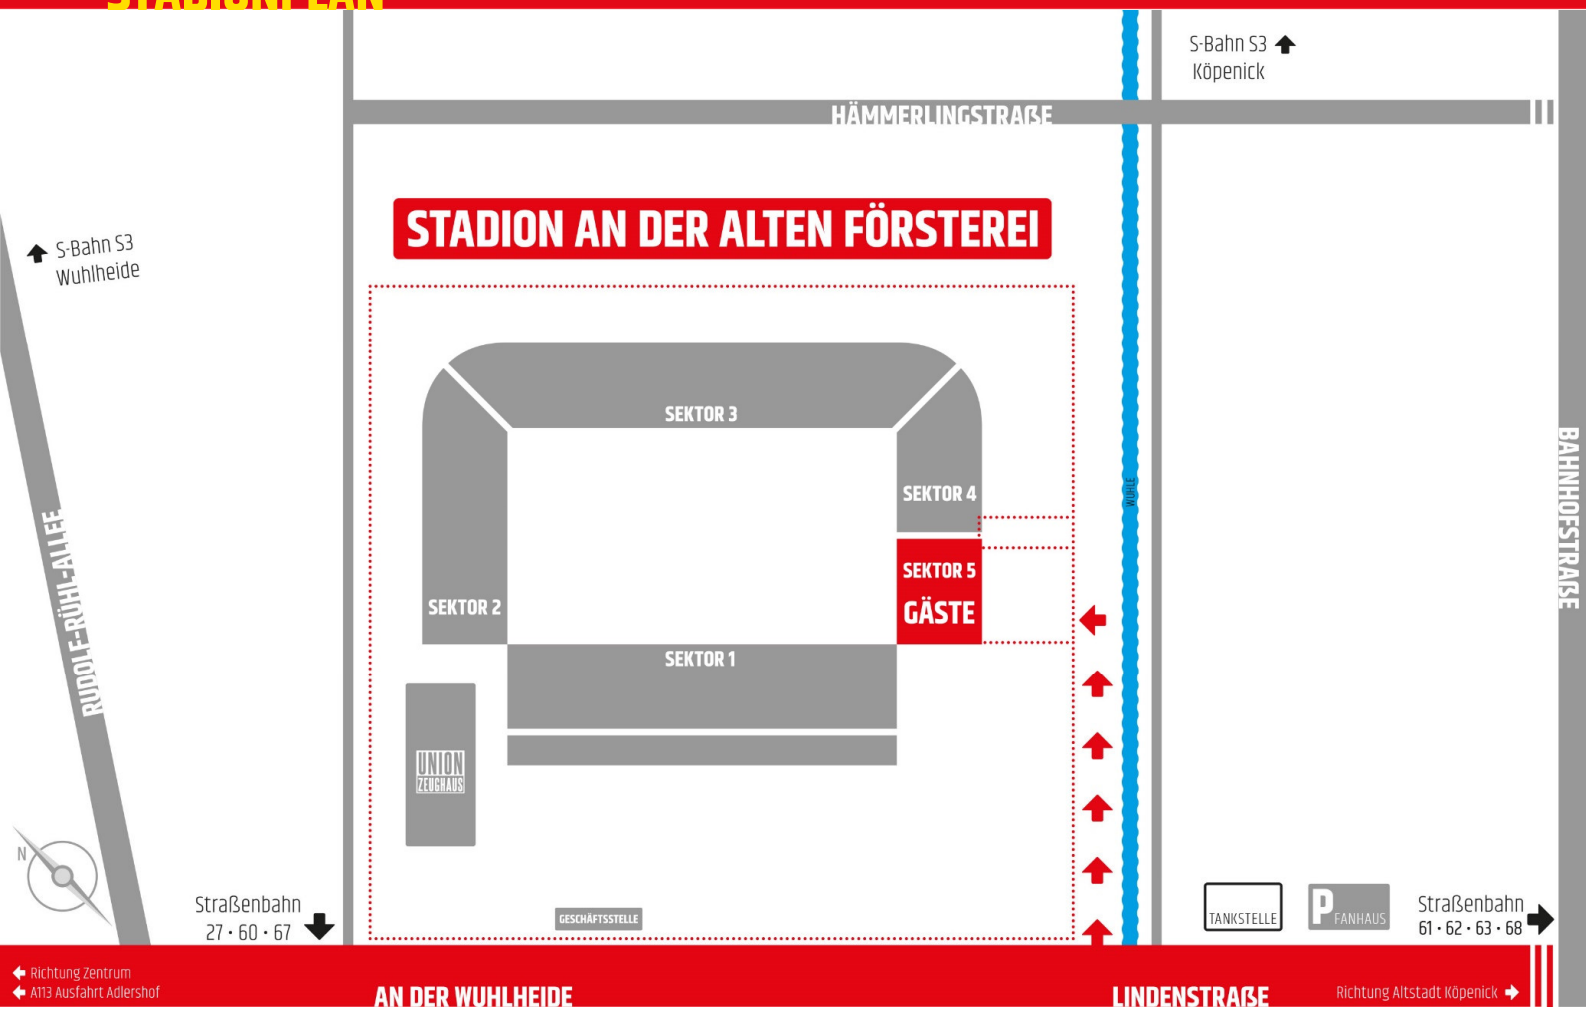 STADIONPLAN
S-Bahn S3
Köpenick
HÄMMERLINGSTRAßE
STADION AN DER ALTEN FÖRSTEREI
S-Bahn S3
Wuhlheide
SEKTOR 3
SEKTOR 4
SEKTOR 5
GÄSTE
SEKTOR 2
SEKTOR 1
WUHLE
BAHNHOFSTRAßE
RUDOLF-RÜHL-ALLEE
UNION
ZEUGHAUS
N
Straßenbahn
27 • 60 • 67
GESCHÄFTSSTELLE
TANKSTELLE
P FANHAUS
Straßenbahn
61 • 62 • 63 • 68
Richtung Zentrum
A113 Ausfahrt Adlershof
AN DER WUHLHEIDE
LINDENSTRAßE
Richtung Altstadt Köpenick